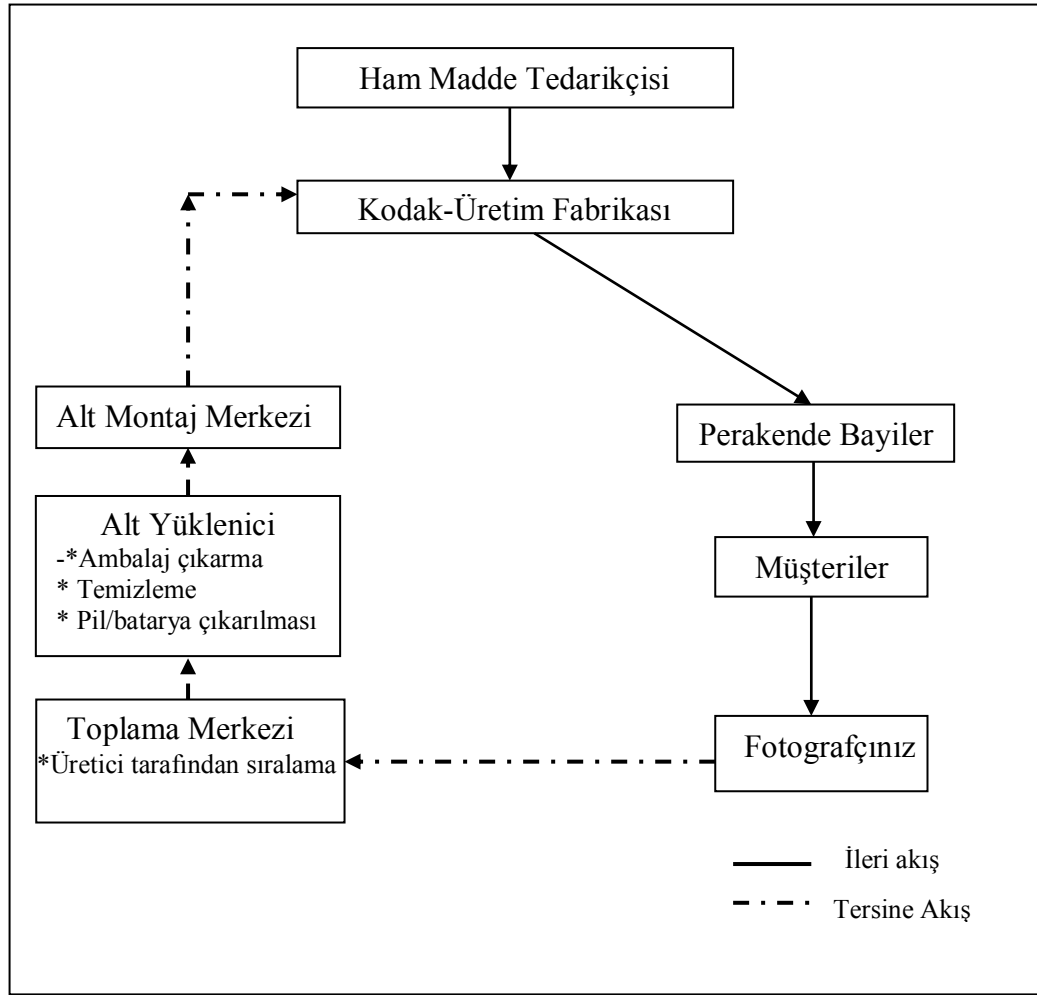 Ham Madde Tedarikçisi
Kodak-Üretim Fabrikası
Alt Montaj Merkezi
Perakende Bayiler
Alt Yüklenici
-*Ambalaj çıkarma
* Temizleme
* Pil/batarya çıkarılması
Müşteriler
Toplama Merkezi
*Üretici tarafından sıralama
Fotografçınız
İleri akış
Tersine Akış